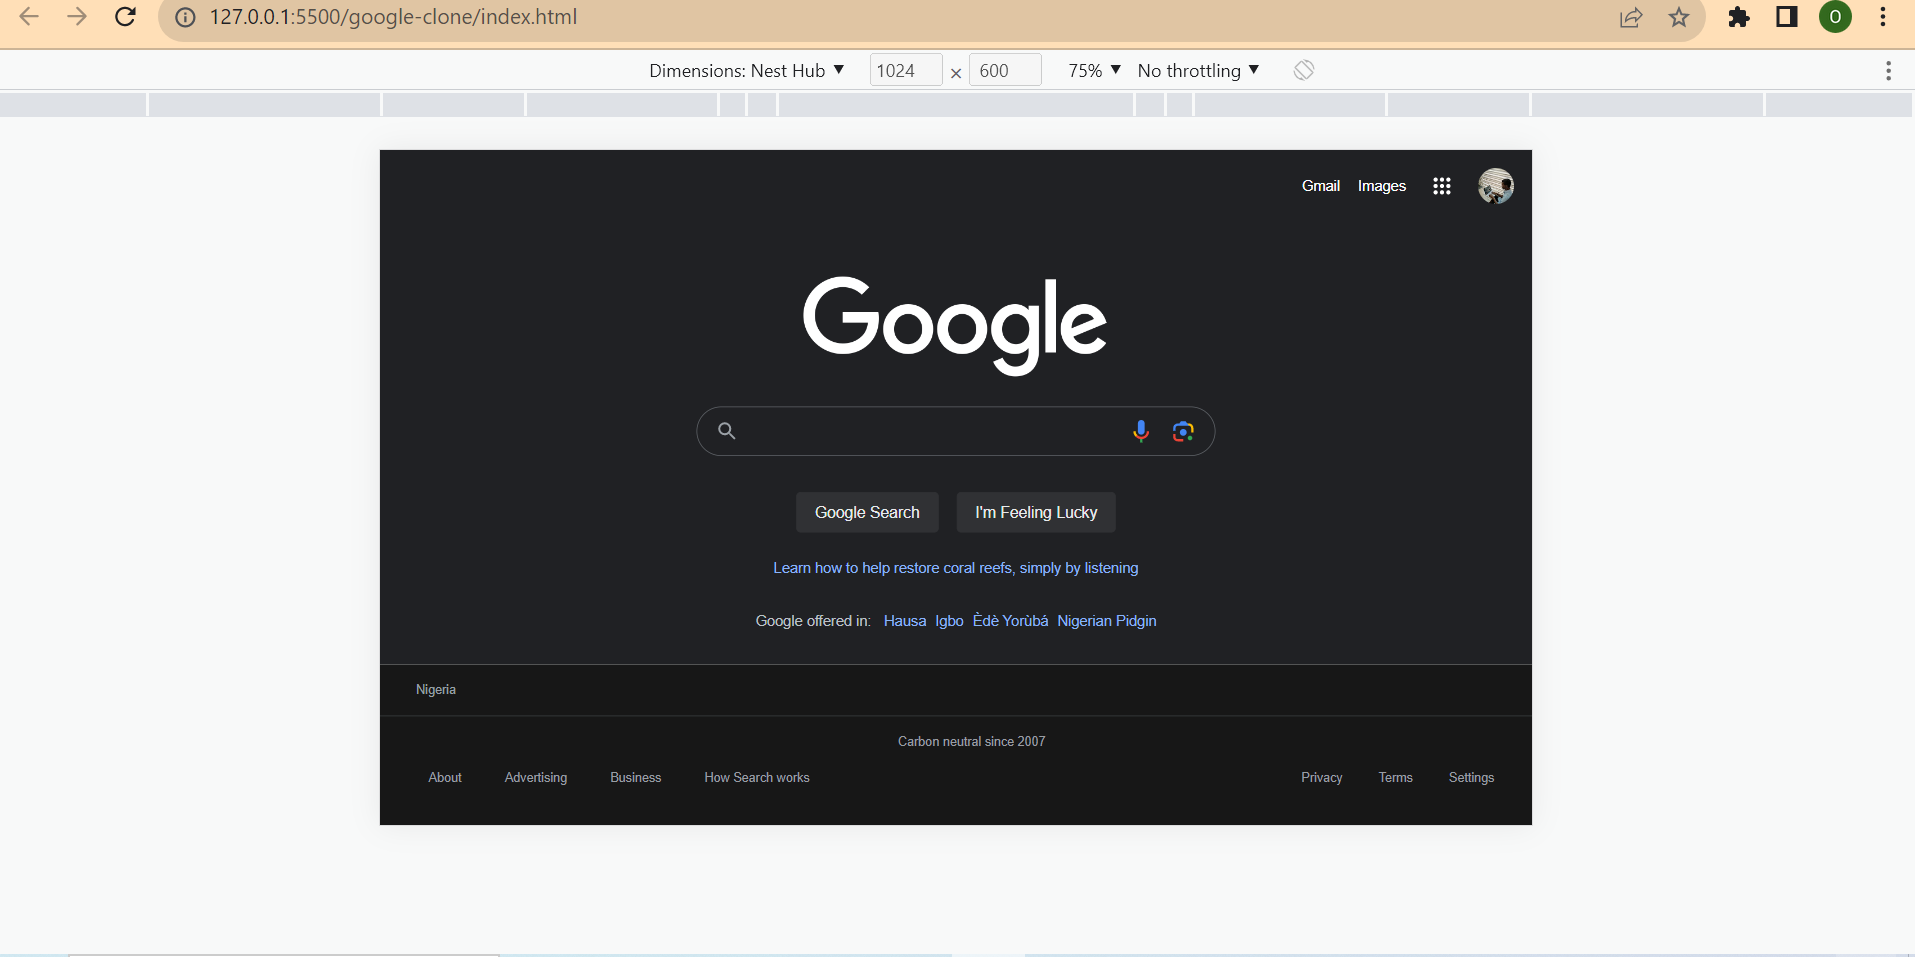 127.0.0.1:5500/google-clone/index.html
O
Dimensions: Nest Hub ▼ 1024 × 600 75% ▼ No throttling ▼
Gmail Images
Google
Google Search I'm Feeling Lucky
Learn how to help restore coral reefs, simply by listening
Google offered in: Hausa Igbo Èdè Yorùbá Nigerian Pidgin
Nigeria
Carbon neutral since 2007
About Advertising Business How Search works Privacy Terms Settings